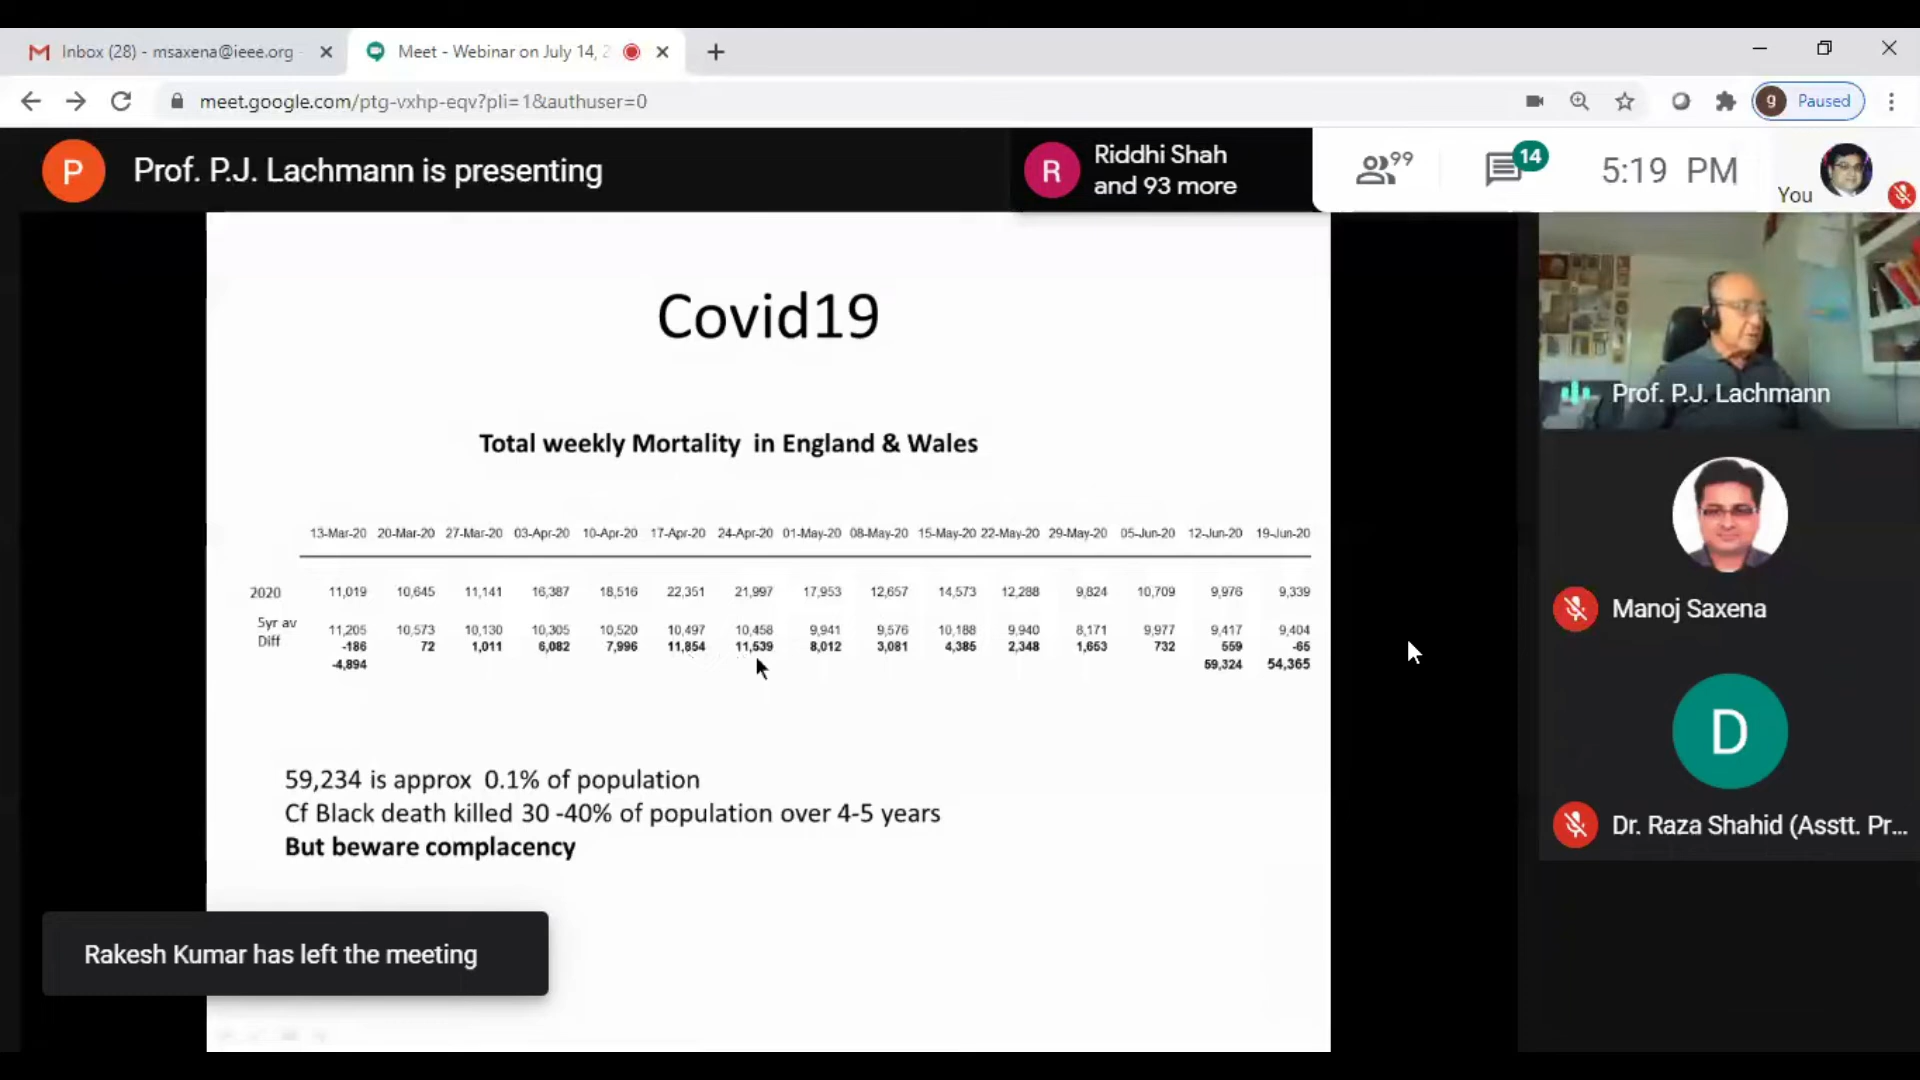 Inbox (28) - msaxena@ieee.org
Meet - Webinar on July 14, 2
meet.google.com/ptg-vxhp-eqv?pli=1&authuser=0
g Paused
P Prof. P.J. Lachmann is presenting
R Riddhi Shah
and 93 more
99
14
5:19 PM
You
Covid19
Total weekly Mortality in England & Wales
13-Mar-20 20-Mar-20 27-Mar-20 03-Apr-20 10-Apr-20 17-Apr-20 24-Apr-20 01-May-20 08-May-20 15-May-20 22-May-20 29-May-20 05-Jun-20 12-Jun-20 19-Jun-20
2020 11,019 10,645 11,141 16,387 18,516 22,351 21,997 17,953 12,657 14,573 12,288 9,824 10,709 9,976 9,339
5yr av 11,205 10,573 10,130 10,305 10,520 10,497 10,458 9,941 9,576 10,188 9,940 8,171 9,977 9,417 9,404
Diff -186 72 1,011 6,082 7,996 11,854 11,539 8,012 3,081 4,385 2,348 1,653 732 559 -65
-4,894 59,324 54,365
59,234 is approx 0.1% of population
Cf Black death killed 30 -40% of population over 4-5 years
But beware complacency
Rakesh Kumar has left the meeting
Prof. P.J. Lachmann
Manoj Saxena
D
Dr. Raza Shahid (Asstt. Pr...